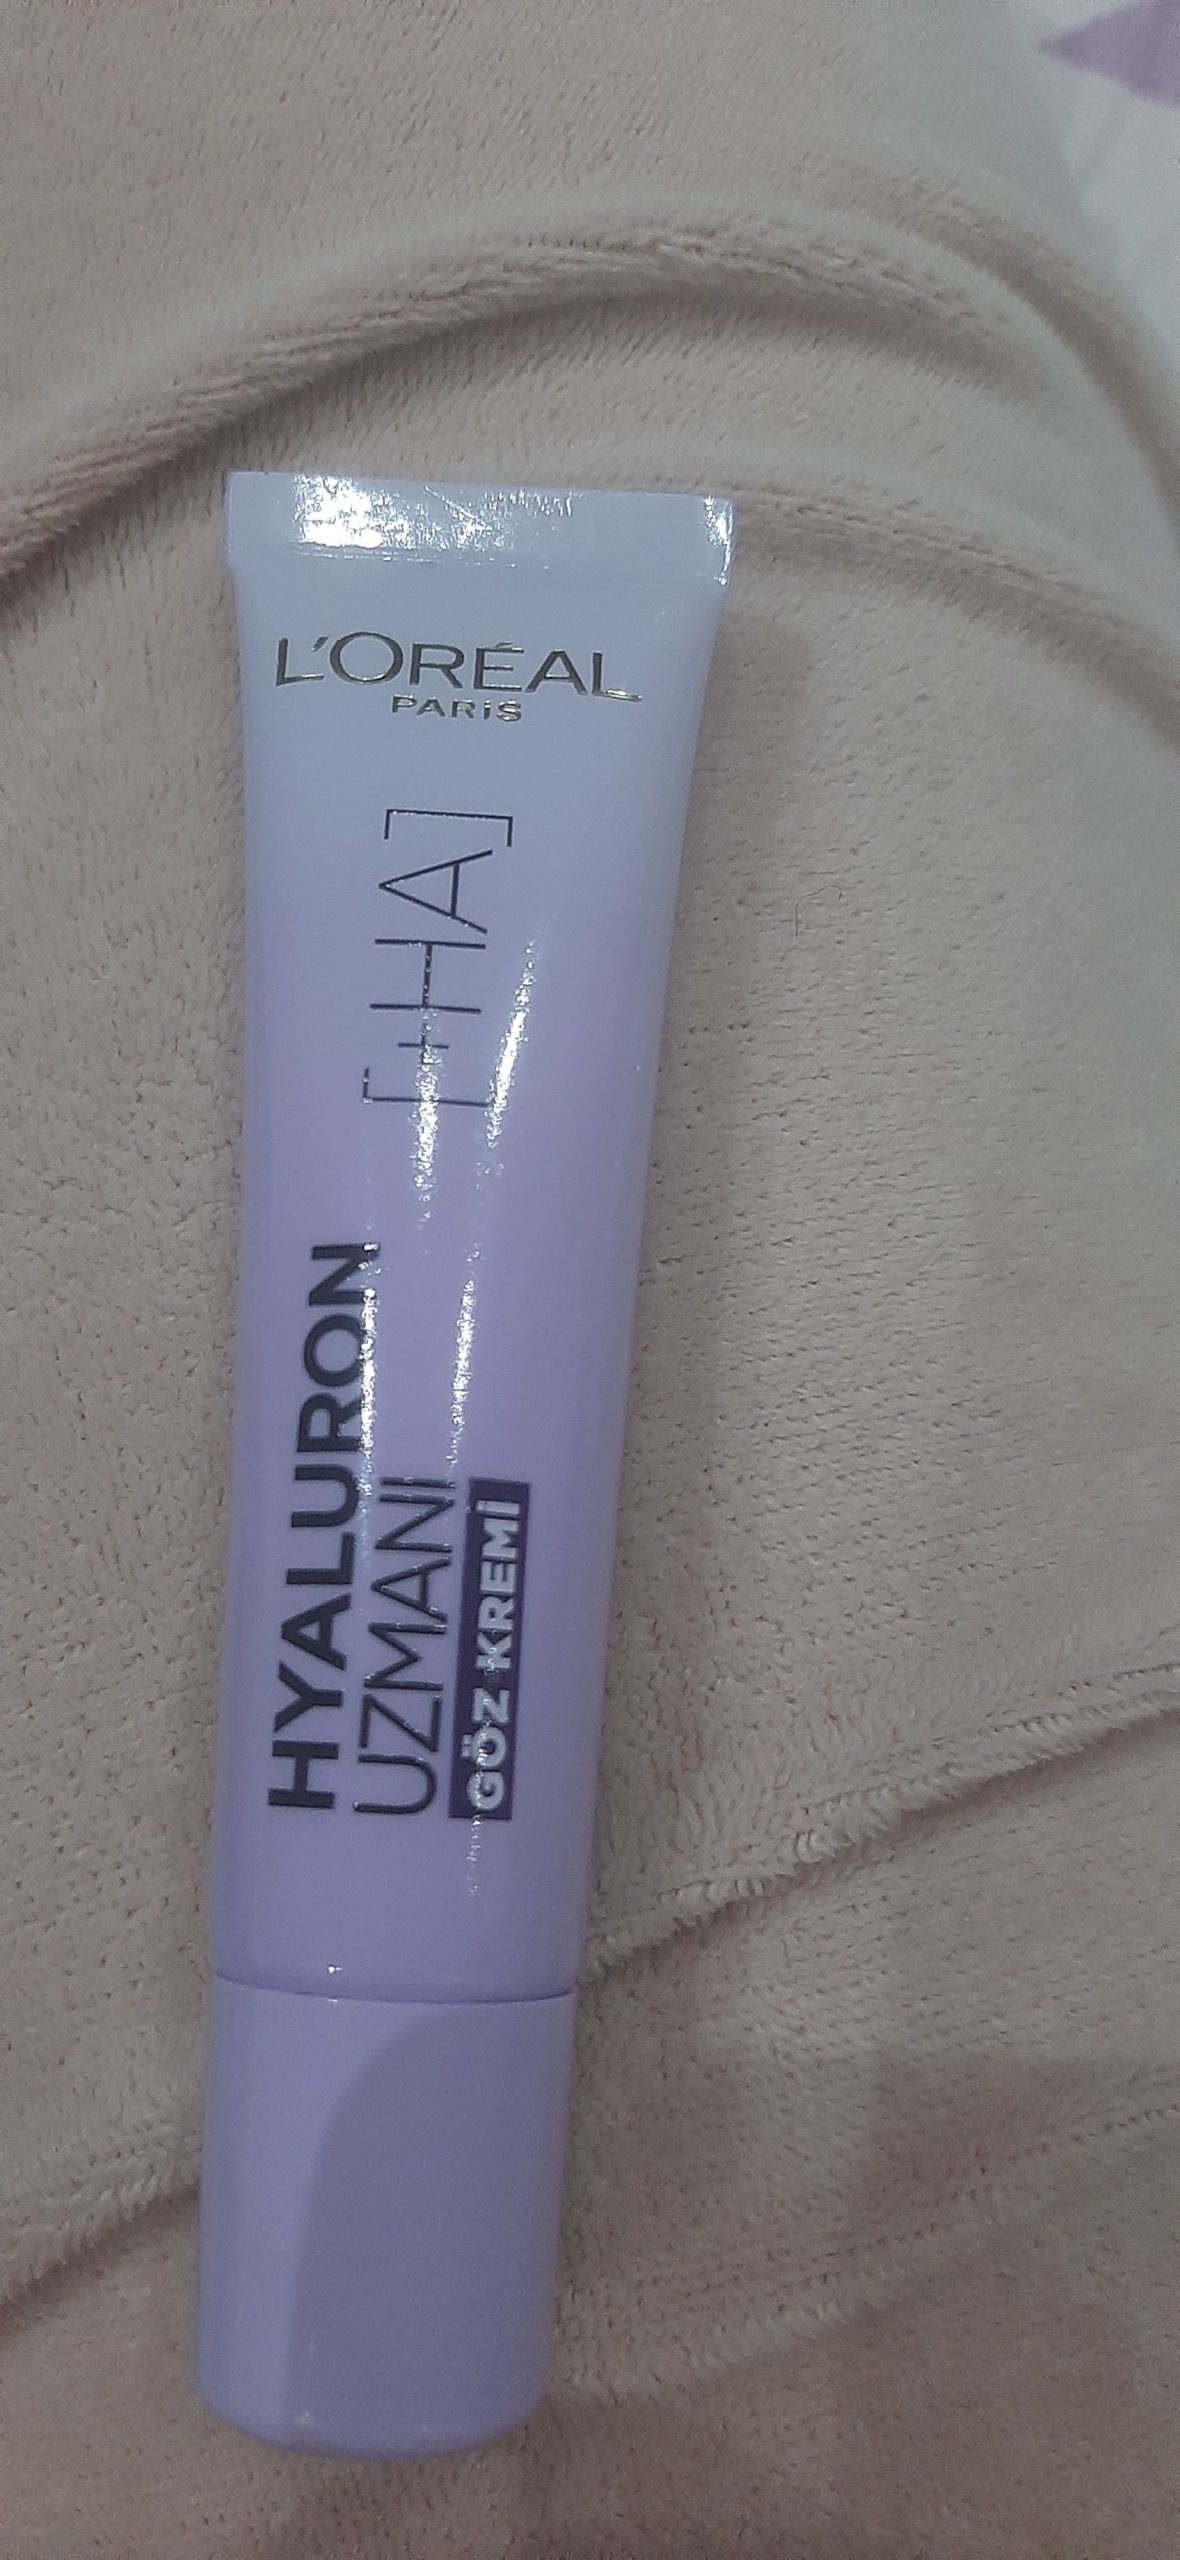 L'ORÉAL
PARİS
[+HA]
HYALURON
UZMANI
GÖZ KREMİ